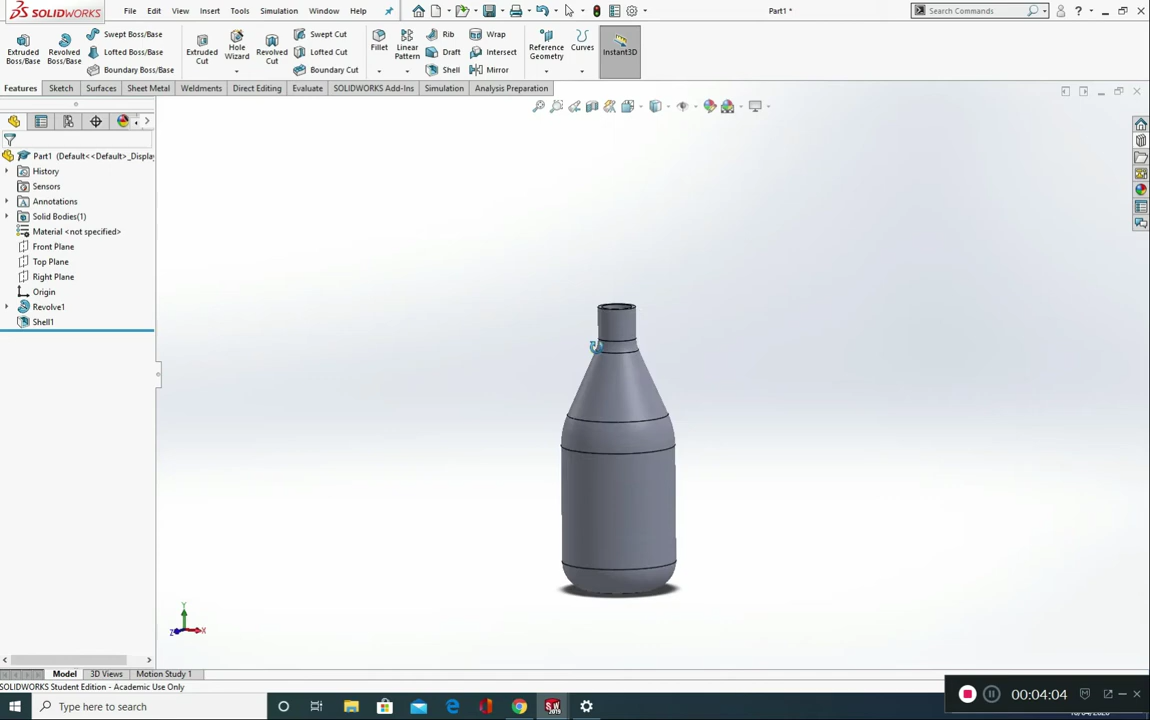 SOLIDWORKS File Edit View Insert Tools Simulation Window Help Part1 * Search Commands
Extruded Boss/Base
Revolved Boss/Base
Swept Boss/Base
Lofted Boss/Base
Boundary Boss/Base
Extruded Cut
Hole Wizard
Revolved Cut
Swept Cut
Lofted Cut
Boundary Cut
Fillet
Linear Pattern
Rib
Draft
Shell
Wrap
Intersect
Mirror
Reference Geometry
Curves
Instant3D
Features Sketch Surfaces Sheet Metal Weldments Direct Editing Evaluate SOLIDWORKS Add-Ins Simulation Analysis Preparation
Part1 (Default<<Default>_Display
History
Sensors
Annotations
Solid Bodies(1)
Material <not specified>
Front Plane
Top Plane
Right Plane
Origin
Revolve1
Shell1
Y
Z X
Model 3D Views Motion Study 1
SOLIDWORKS Student Edition - Academic Use Only
Type here to search
00:04:04